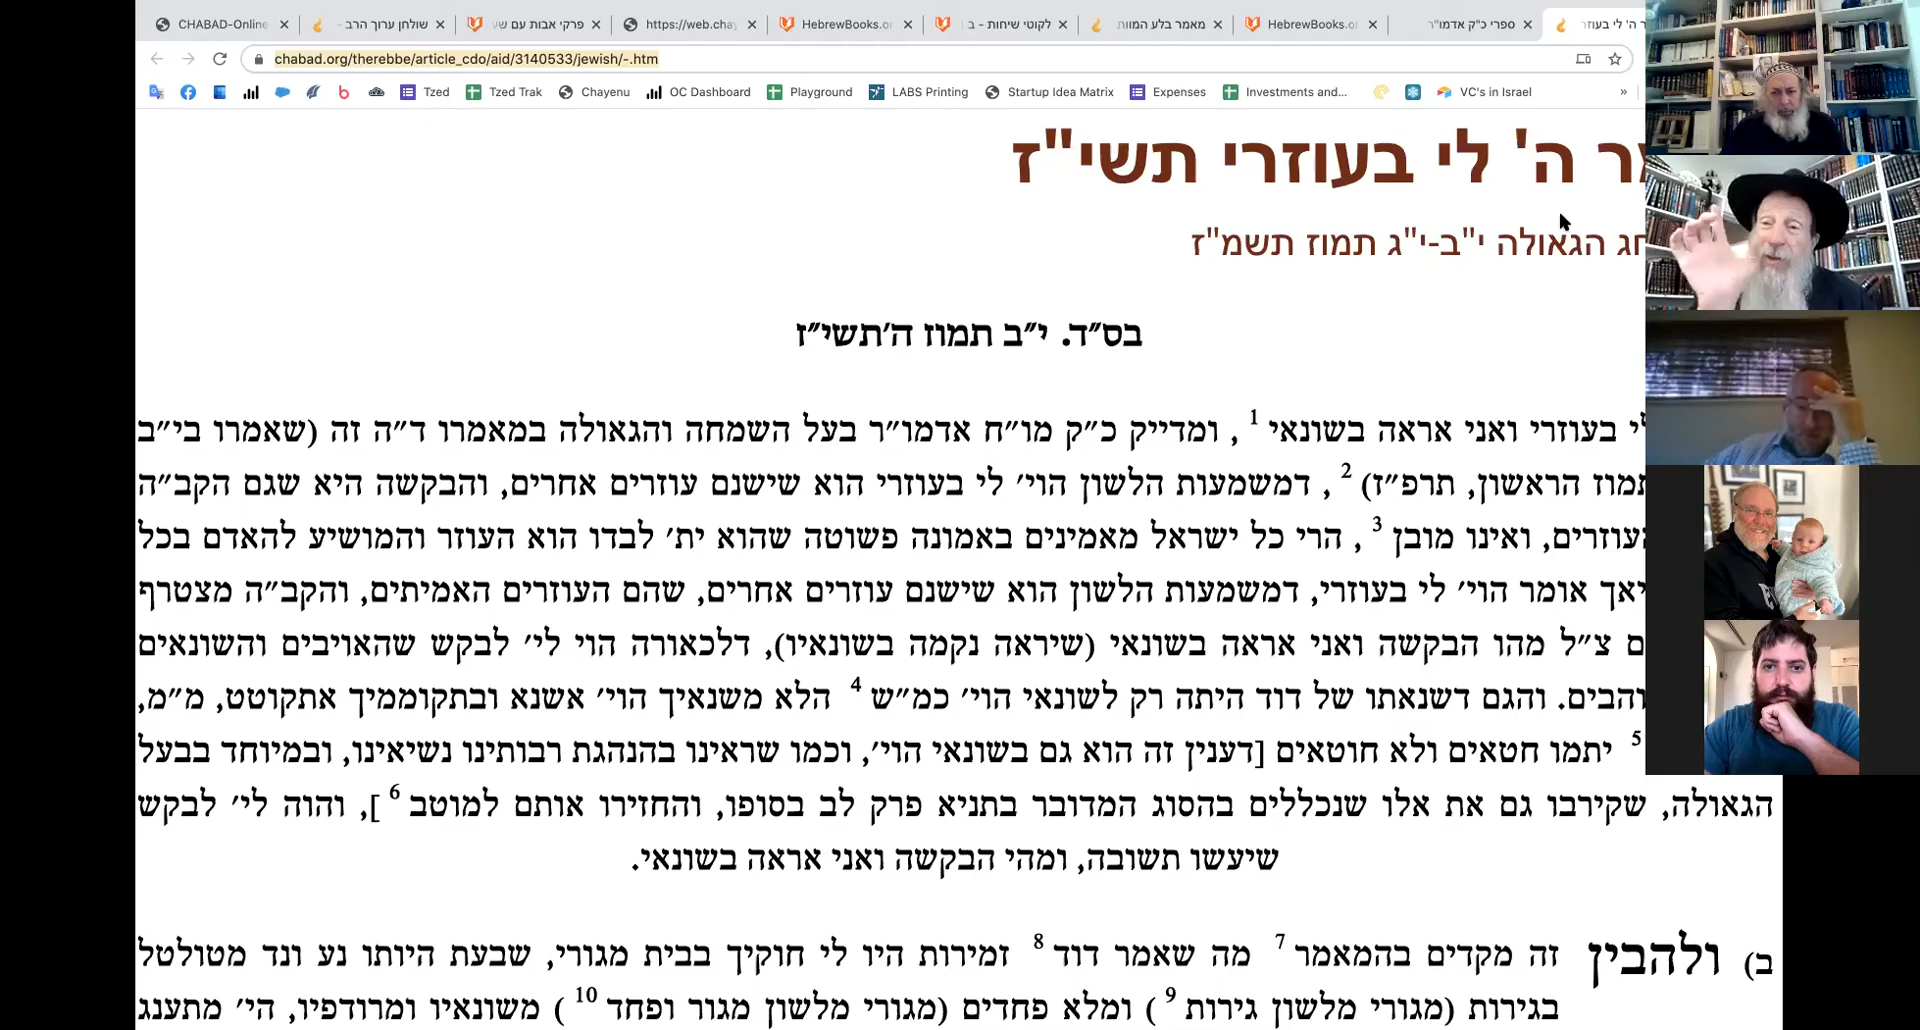 CHABAD-Online
שולחן ערוך הרב -
פרקי אבות עם שע
https://web.chay
HebrewBooks.o
לקוטי שיחות - ב
מאמר בלע המוות
HebrewBooks.o
ספרי כ"ק אדמו"ר
ה' לי בעוזרי
chabad.org/therebbe/article_cdo/aid/3140533/jewish/-.htm
Tzed
Tzed Trak
Chayenu
OC Dashboard
Playground
LABS Printing
Startup Idea Matrix
Expenses
Investments and...
VC's in Israel
»
ר ה' לי בעוזרי תשי"ז
חג הגאולה י"ב-י"ג תמוז תשמ"ז
בס״ד. י״ב תמוז ה׳תשי״ז
לי בעוזרי ואני אראה בשונאי 1 , ומדייק כ״ק מו״ח אדמו״ר בעל השמחה והגאולה במאמרו ד״ה זה (שאמרו בי״ב
תמוז הראשון, תרפ״ז) 2 , דמשמעות הלשון הוי׳ לי בעוזרי הוא שישנם עוזרים אחרים, והבקשה היא שגם הקב״ה
עוזרים, ואינו מובן 3 , הרי כל ישראל מאמינים באמונה פשוטה שהוא ית׳ לבדו הוא העוזר והמושיע להאדם בכל
יאך אומר הוי׳ לי בעוזרי, דמשמעות הלשון הוא שישנם עוזרים אחרים, שהם העוזרים האמיתים, והקב״ה מצטרף
ם צ״ל מהו הבקשה ואני אראה בשונאי (שיראה נקמה בשונאיו), דלכאורה הוי לי׳ לבקש שהאויבים והשונאים
והבים. והגם דשנאתו של דוד היתה רק לשונאי הוי׳ כמ״ש 4 הלא משנאיך הוי׳ אשנא ובתקוממיך אתקוטט, מ״מ,
5 יתמו חטאים ולא חוטאים [דענין זה הוא גם בשונאי הוי׳, וכמו שראינו בהנהגת רבותינו נשיאינו, ובמיוחד בבעל
הגאולה, שקירבו גם את אלו שנכללים בהסוג המדובר בתניא פרק לב בסופו, והחזירו אותם למוטב 6 ], והוה לי׳ לבקש
שיעשו תשובה, ומהי הבקשה ואני אראה בשונאי.
ב) ולהבין זה מקדים בהמאמר 7 מה שאמר דוד 8 זמירות היו לי חוקיך בבית מגורי, שבעת היותו נע ונד מטולטל
בגירות (מגורי מלשון גירות 9 ) ומלא פחדים (מגורי מלשון מגור ופחד 10 ) משונאיו ומרודפיו, הי׳ מתענג